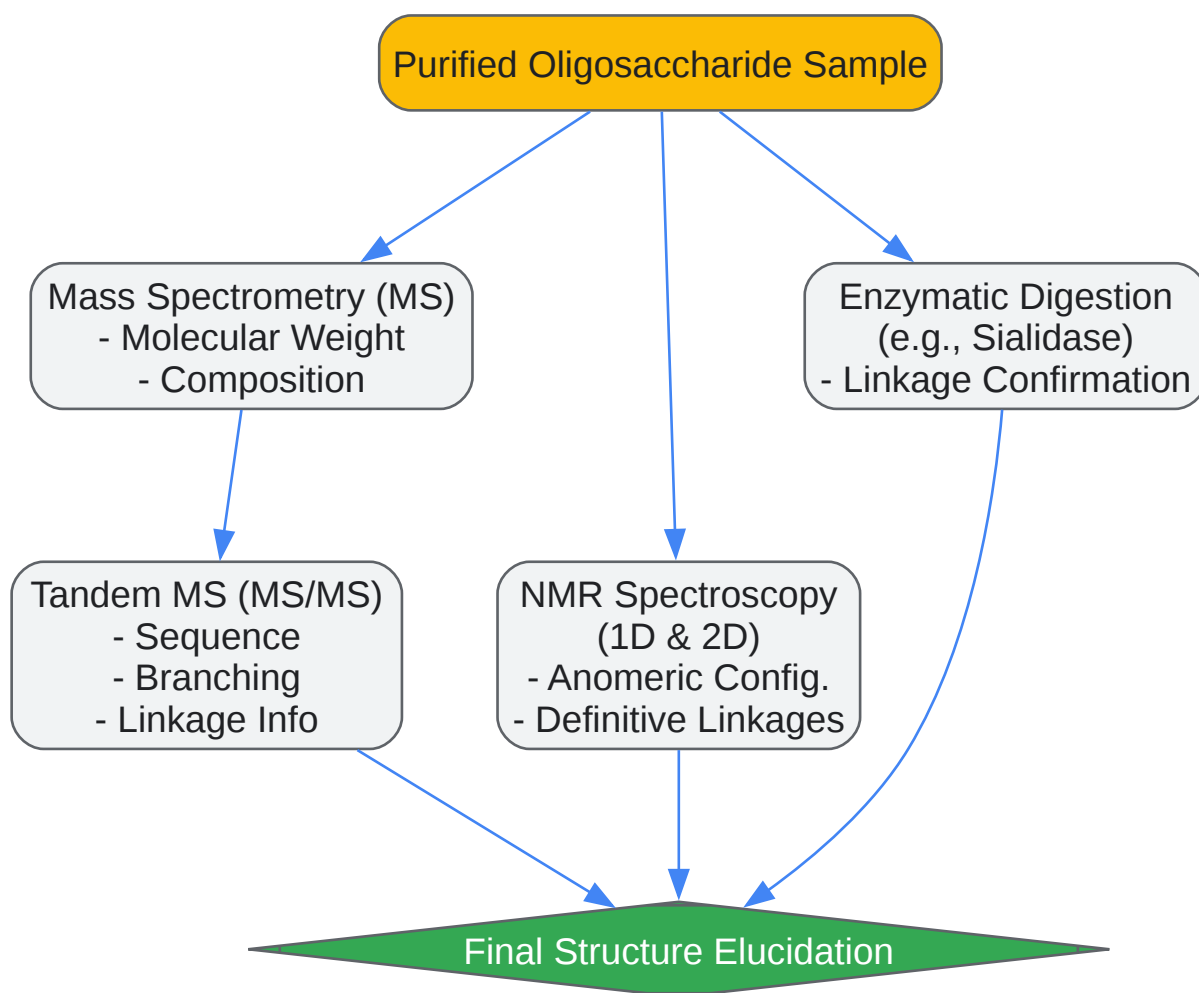 Purified Oligosaccharide Sample
Mass Spectrometry (MS)
- Molecular Weight
- Composition
Enzymatic Digestion
(e.g., Sialidase)
- Linkage Confirmation
Tandem MS (MS/MS)
- Sequence
- Branching
- Linkage Info
NMR Spectroscopy
(1D & 2D)
- Anomeric Config.
- Definitive Linkages
Final Structure Elucidation